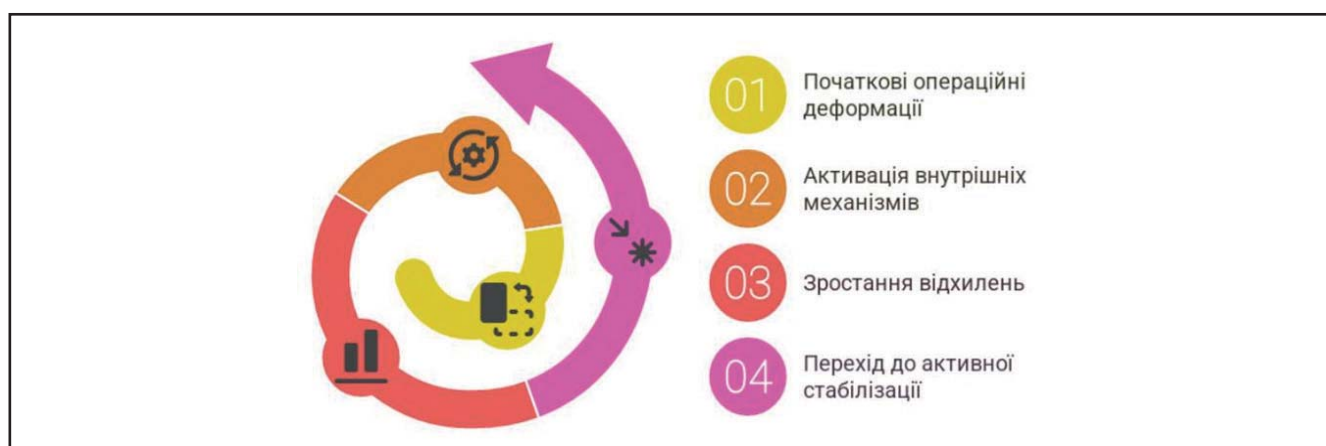 01
Початкові операційні
деформації
02
Активація внутрішніх
механізмів
03
Зростання відхилень
04
Перехід до активної
стабілізації